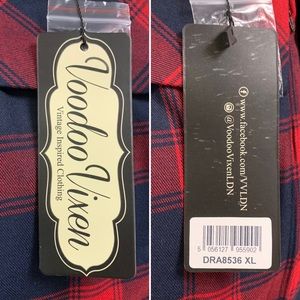 Voodoo Vixen
Vintage Inspired Clothing
www.facebook.com/VVLDN
@VoodooVixenLDN
5 056127 955902
DRA8536 XL